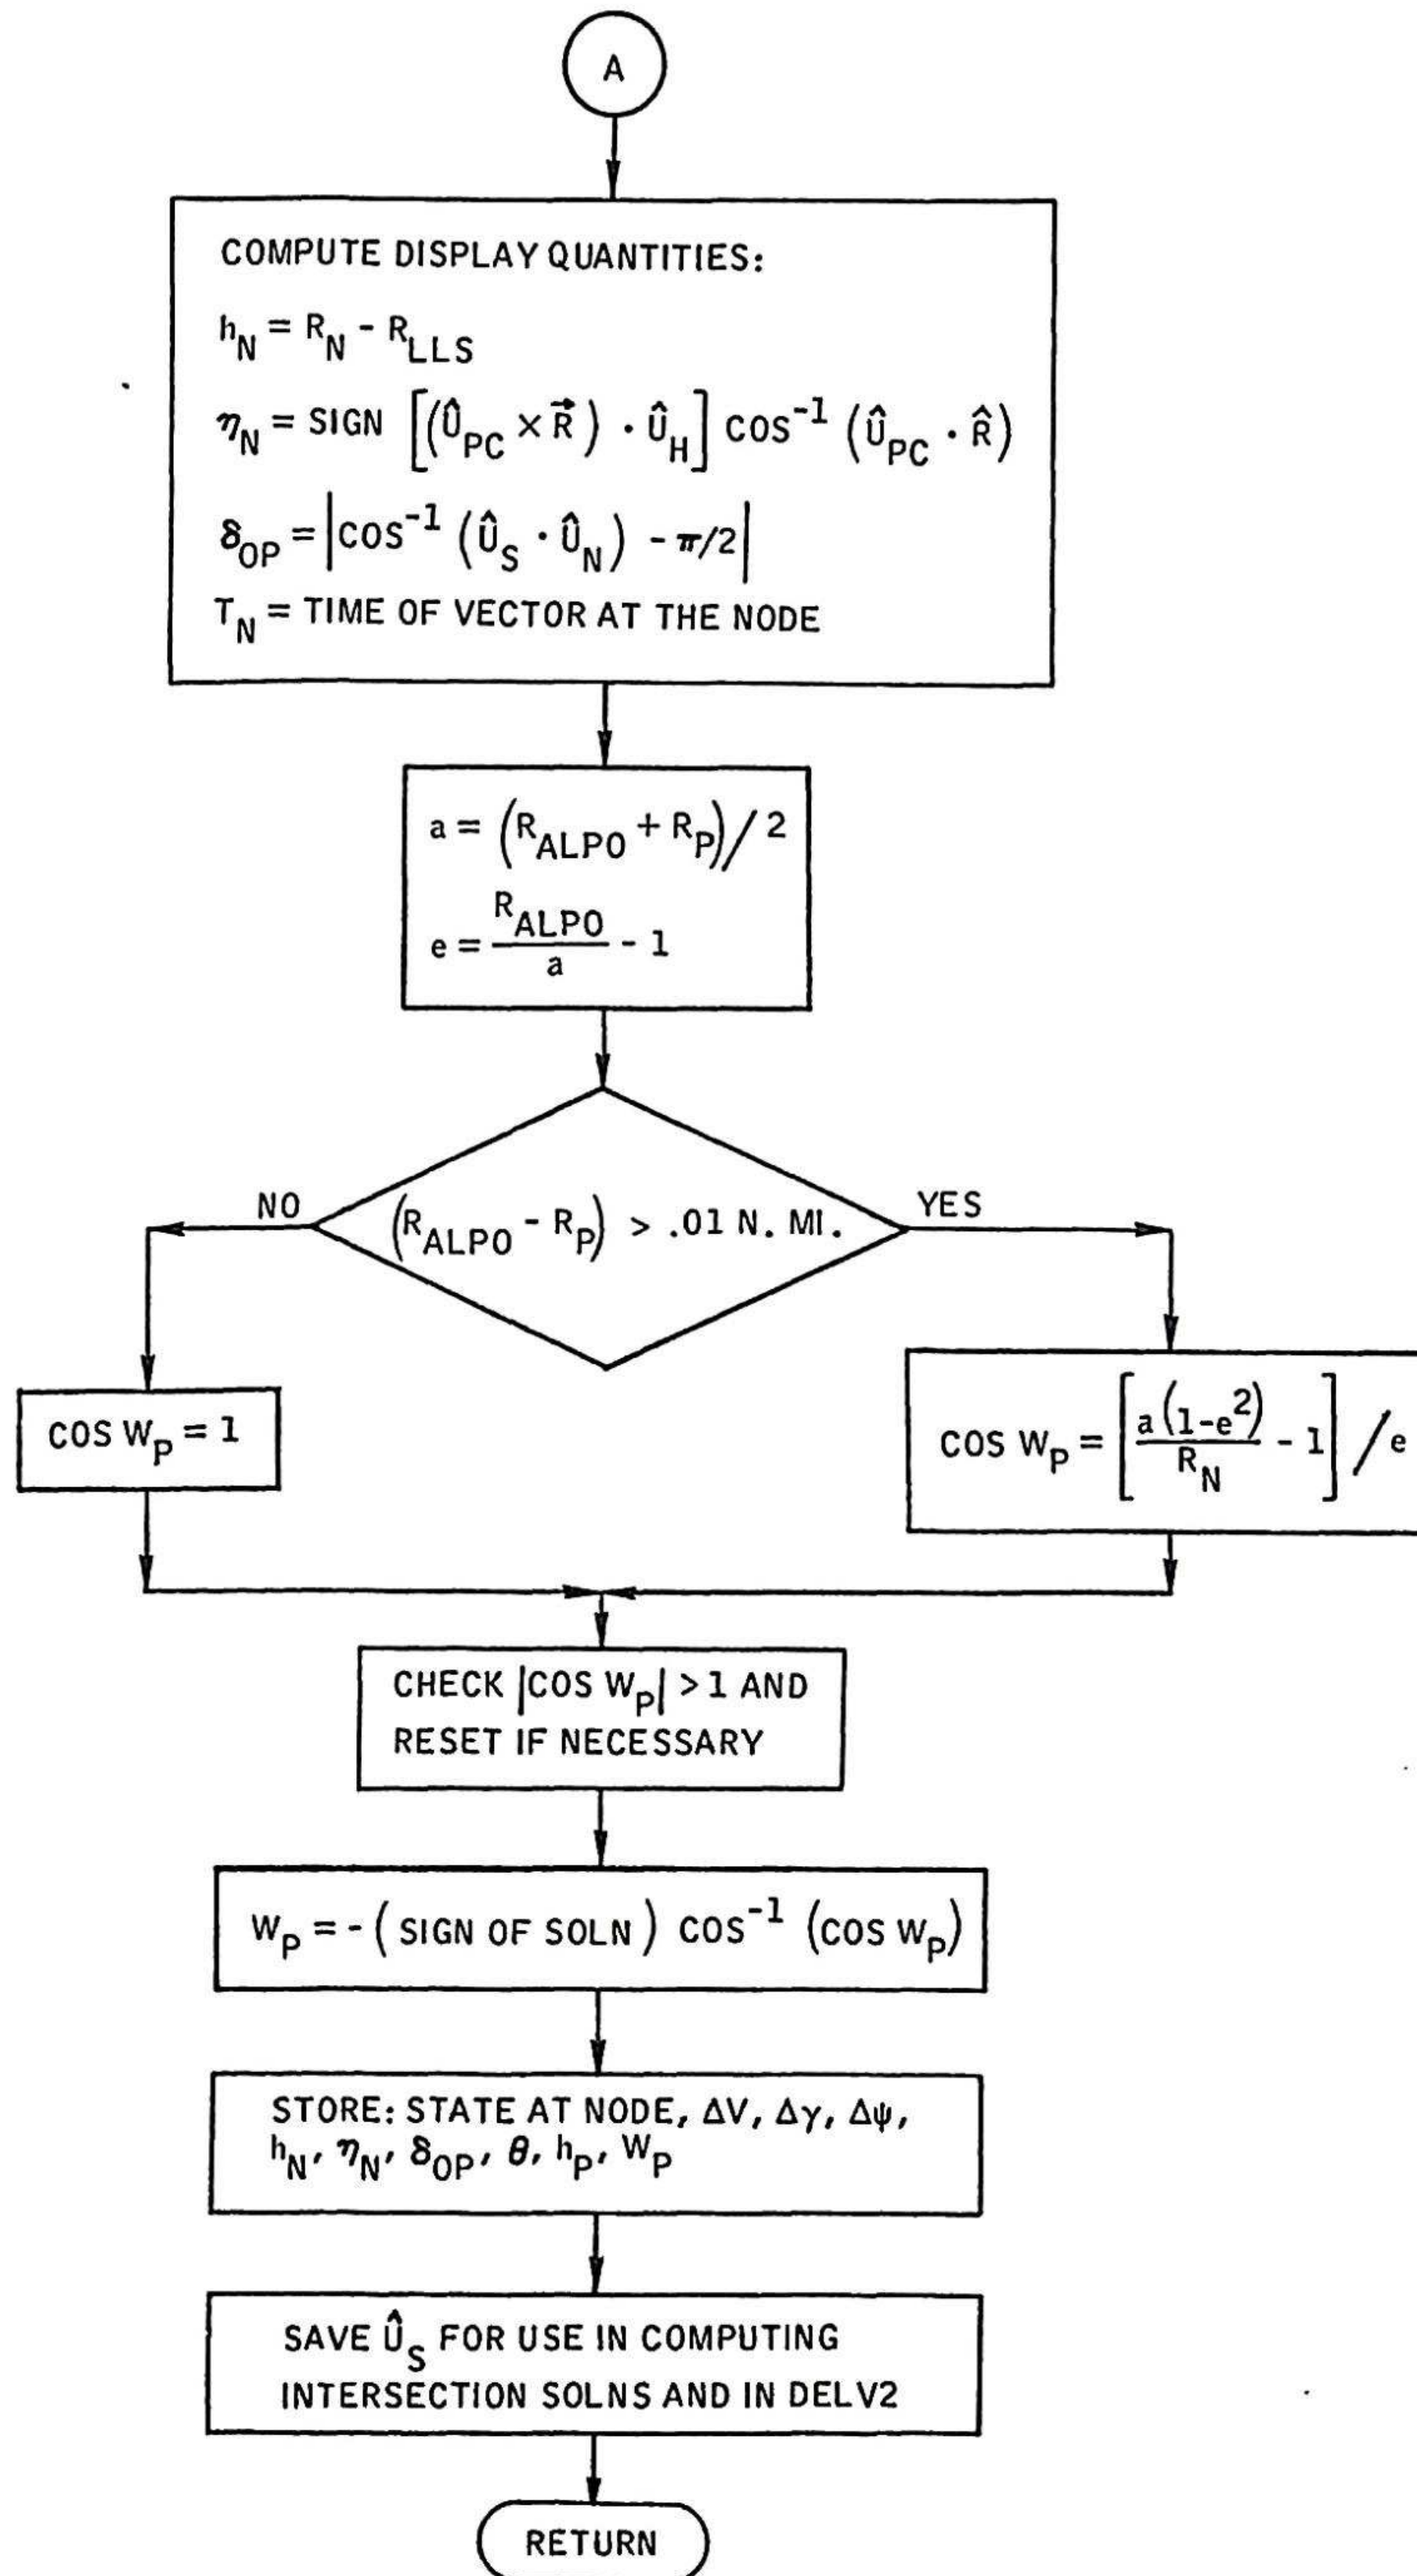 A
COMPUTE DISPLAY QUANTITIES:
h_N = R_N - R_LLS
η_N = SIGN [(Û_PC × R⃗) · Û_H] COS⁻¹ (Û_PC · R̂)
δ_OP = |COS⁻¹ (Û_S · Û_N) - π/2|
T_N = TIME OF VECTOR AT THE NODE
a = (R_ALPO + R_P)/2
e = R_ALPO/a - 1
NO
(R_ALPO - R_P) > .01 N. MI.
YES
COS W_P = 1
COS W_P = [a(1-e²)/R_N - 1]/e
CHECK |COS W_P| > 1 AND
RESET IF NECESSARY
W_P = - (SIGN OF SOLN) COS⁻¹ (COS W_P)
STORE: STATE AT NODE, ΔV, Δγ, Δψ,
h_N, η_N, δ_OP, θ, h_P, W_P
SAVE Û_S FOR USE IN COMPUTING
INTERSECTION SOLNS AND IN DELV2
RETURN